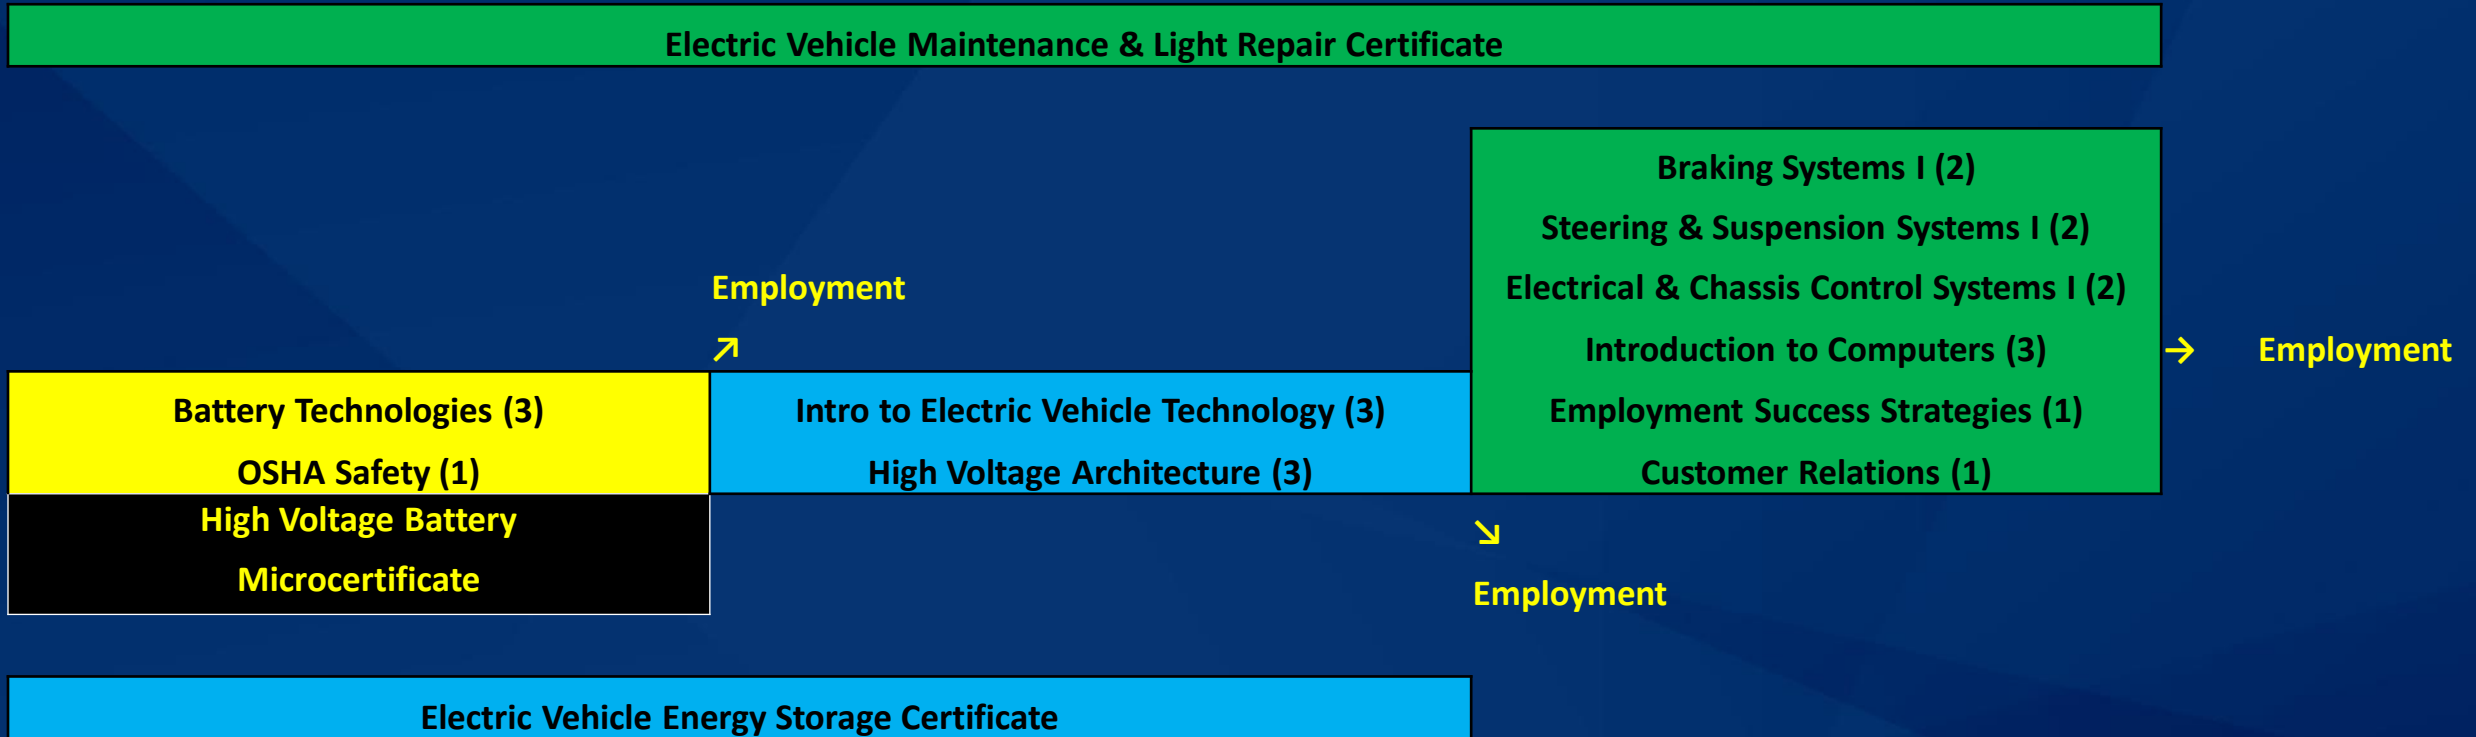 Electric Vehicle Maintenance & Light Repair Certificate
Employment
↗
Battery Technologies (3)
OSHA Safety (1)
High Voltage Battery
Microcertificate
Intro to Electric Vehicle Technology (3)
High Voltage Architecture (3)
Braking Systems I (2)
Steering & Suspension Systems I (2)
Electrical & Chassis Control Systems I (2)
Introduction to Computers (3)
Employment Success Strategies (1)
Customer Relations (1)
→ Employment
↘
Employment
Electric Vehicle Energy Storage Certificate